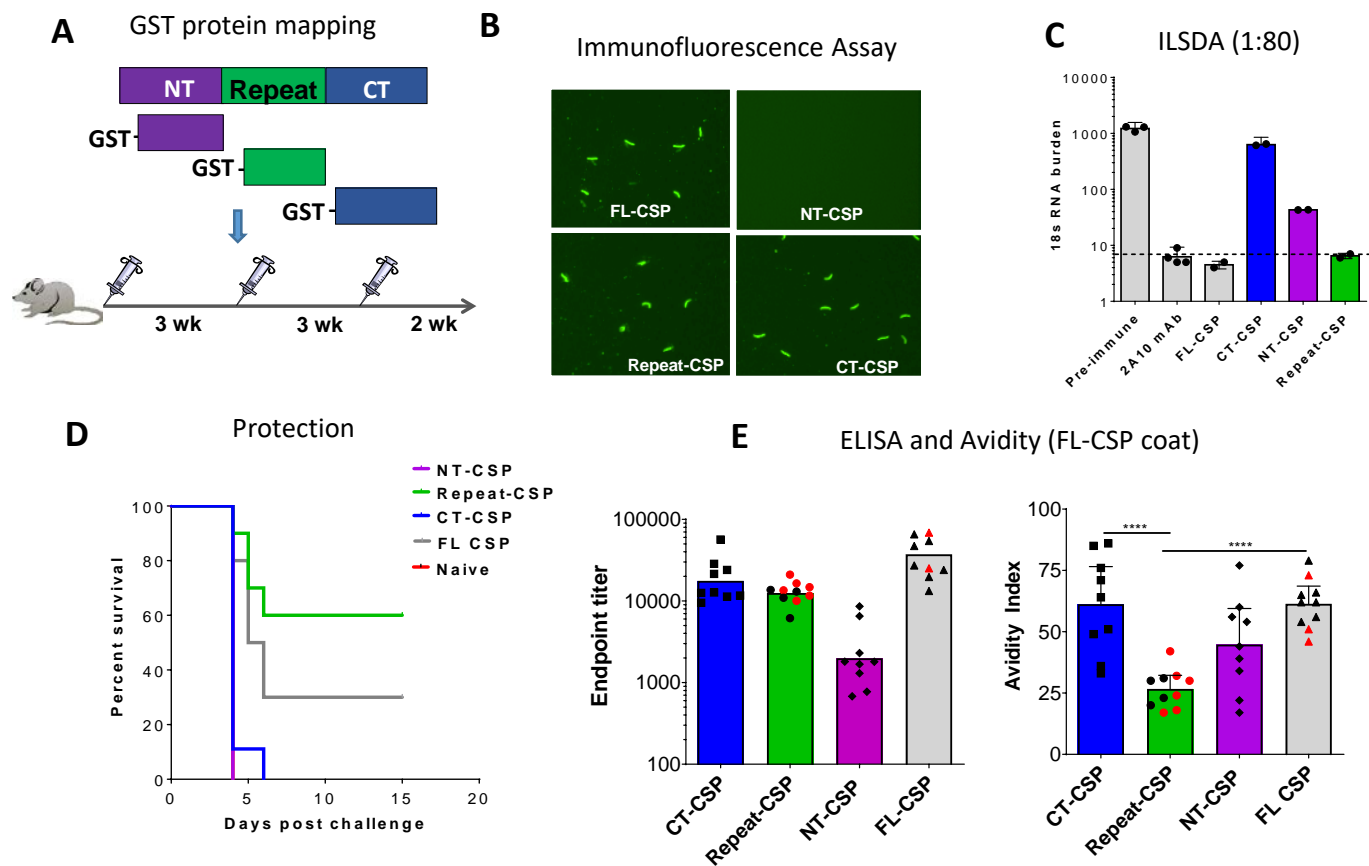 A
GST protein mapping
NT
Repeat
CT
GST
GST
GST
3 wk
3 wk
2 wk
B
Immunofluorescence Assay
FL-CSP
NT-CSP
Repeat-CSP
CT-CSP
C
ILSDA (1:80)
18s RNA burden
10000
1000
100
10
1
Pre-immune
2A10 mAb
FL-CSP
CT-CSP
NT-CSP
Repeat-CSP
D
Protection
NT-CSP
Repeat-CSP
CT-CSP
FL CSP
Naive
Percent survival
100
80
60
40
20
0
0
5
10
15
20
Days post challenge
E
ELISA and Avidity (FL-CSP coat)
Endpoint titer
100000
10000
1000
100
CT-CSP
Repeat-CSP
NT-CSP
FL-CSP
Avidity Index
100
75
50
25
0
****
****
CT-CSP
Repeat-CSP
NT-CSP
FL CSP